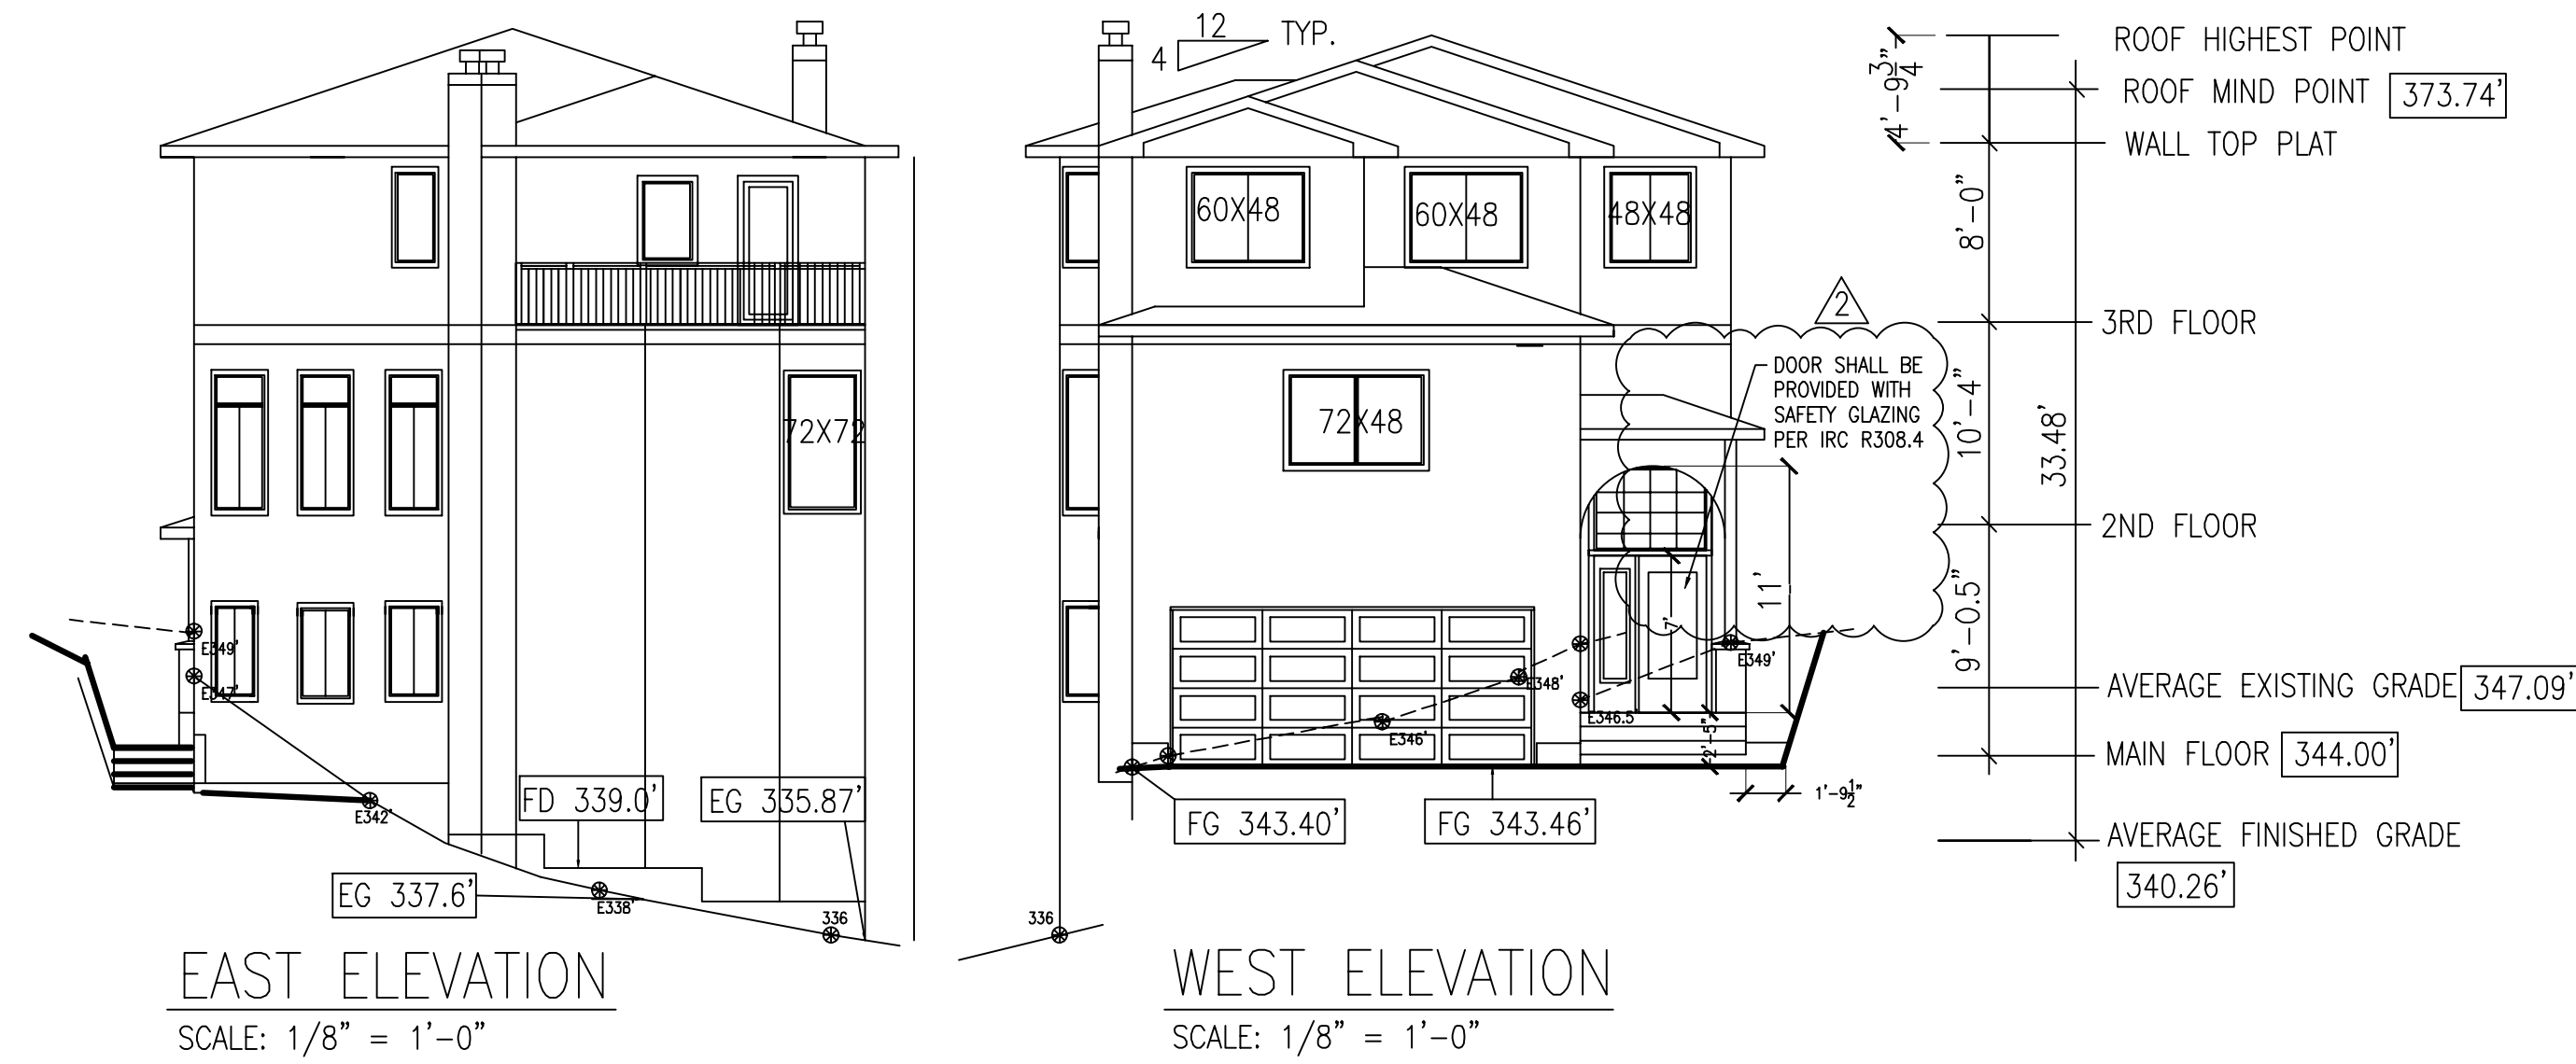 12
4
TYP.
4'-9 3/4"
ROOF HIGHEST POINT
ROOF MIND POINT 373.74'
WALL TOP PLAT
8'-0"
3RD FLOOR
10'-4"
33.48'
2ND FLOOR
9'-0.5"
AVERAGE EXISTING GRADE 347.09'
MAIN FLOOR 344.00'
AVERAGE FINISHED GRADE
340.26'
72X72
E349'
E347'
E342'
FD 339.0'
EG 335.87'
EG 337.6'
E338'
336
EAST ELEVATION
SCALE: 1/8" = 1'-0"
60X48
60X48
48X48
2
DOOR SHALL BE
PROVIDED WITH
SAFETY GLAZING
PER IRC R308.4
72X48
11'
7'
E349'
E348'
E346.5'
E346'
2'-5"
1'-9 1/2"
FG 343.40'
FG 343.46'
336
WEST ELEVATION
SCALE: 1/8" = 1'-0"